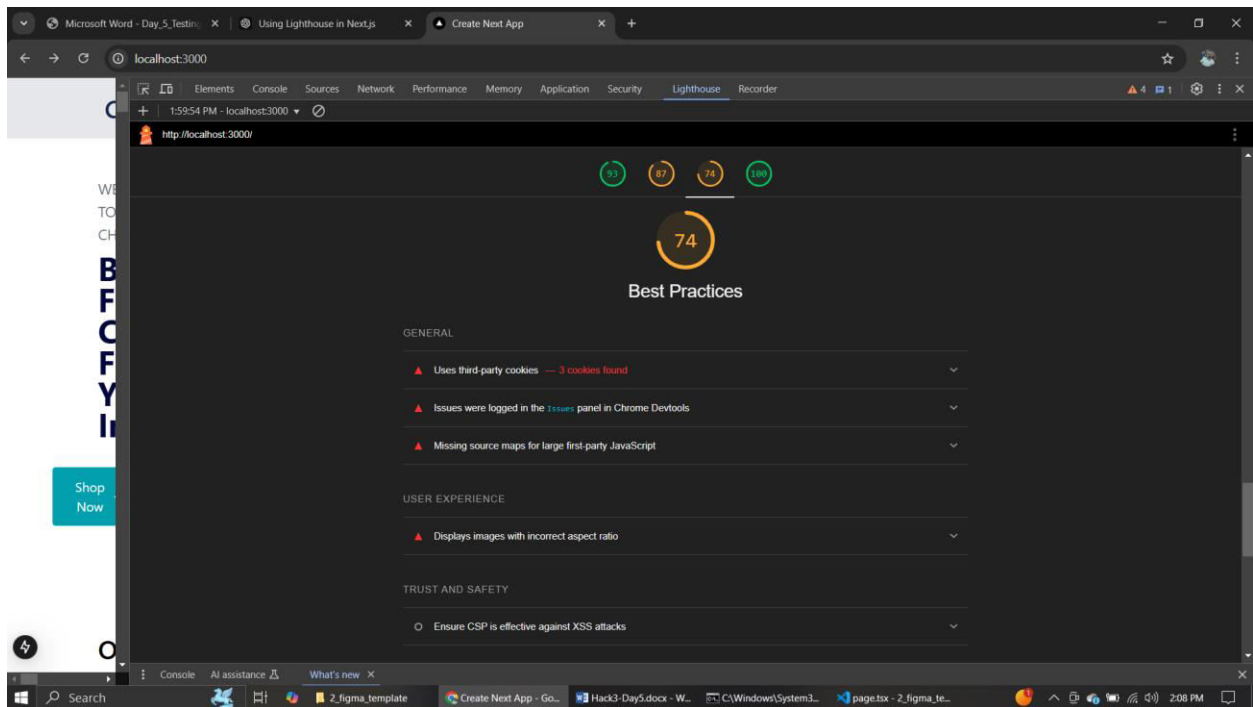 Microsoft Word - Day_5_Testing
Using Lighthouse in Next.js
Create Next App
localhost:3000
Elements Console Sources Network Performance Memory Application Security Lighthouse Recorder 4 1
1:59:54 PM - localhost:3000
http://localhost:3000/
93 87 74 100
74
Best Practices
GENERAL
Uses third-party cookies — 3 cookies found
Issues were logged in the Issues panel in Chrome Devtools
Missing source maps for large first-party JavaScript
USER EXPERIENCE
Displays images with incorrect aspect ratio
TRUST AND SAFETY
Ensure CSP is effective against XSS attacks
C
WE
TO
CH
B
F
C
F
Y
In
Shop
Now
O
Console AI assistance What's new
Search 2_figma_template Create Next App - Go... Hack3-Day5.docx - W... C:\Windows\System3... page.tsx - 2_figma_te... 2:08 PM